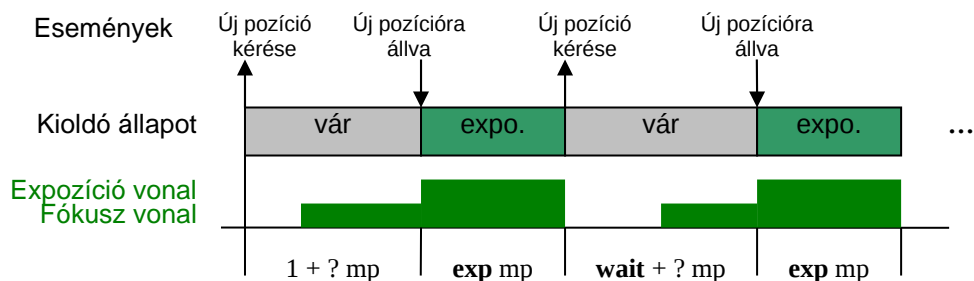 Események
Új pozíció
kérése
Új pozícióra
állva
Új pozíció
kérése
Új pozícióra
állva
Kioldó állapot
vár
expo.
vár
expo.
...
Expozíció vonal
Fókusz vonal
1 + ? mp
exp mp
wait + ? mp
exp mp